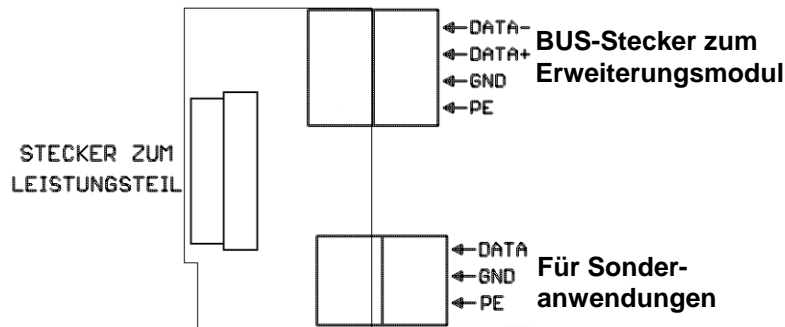 DATA-
DATA+
GND
PE
BUS-Stecker zum
Erweiterungsmodul
STECKER ZUM
LEISTUNGSTEIL
DATA
GND
PE
Für Sonder-
anwendungen